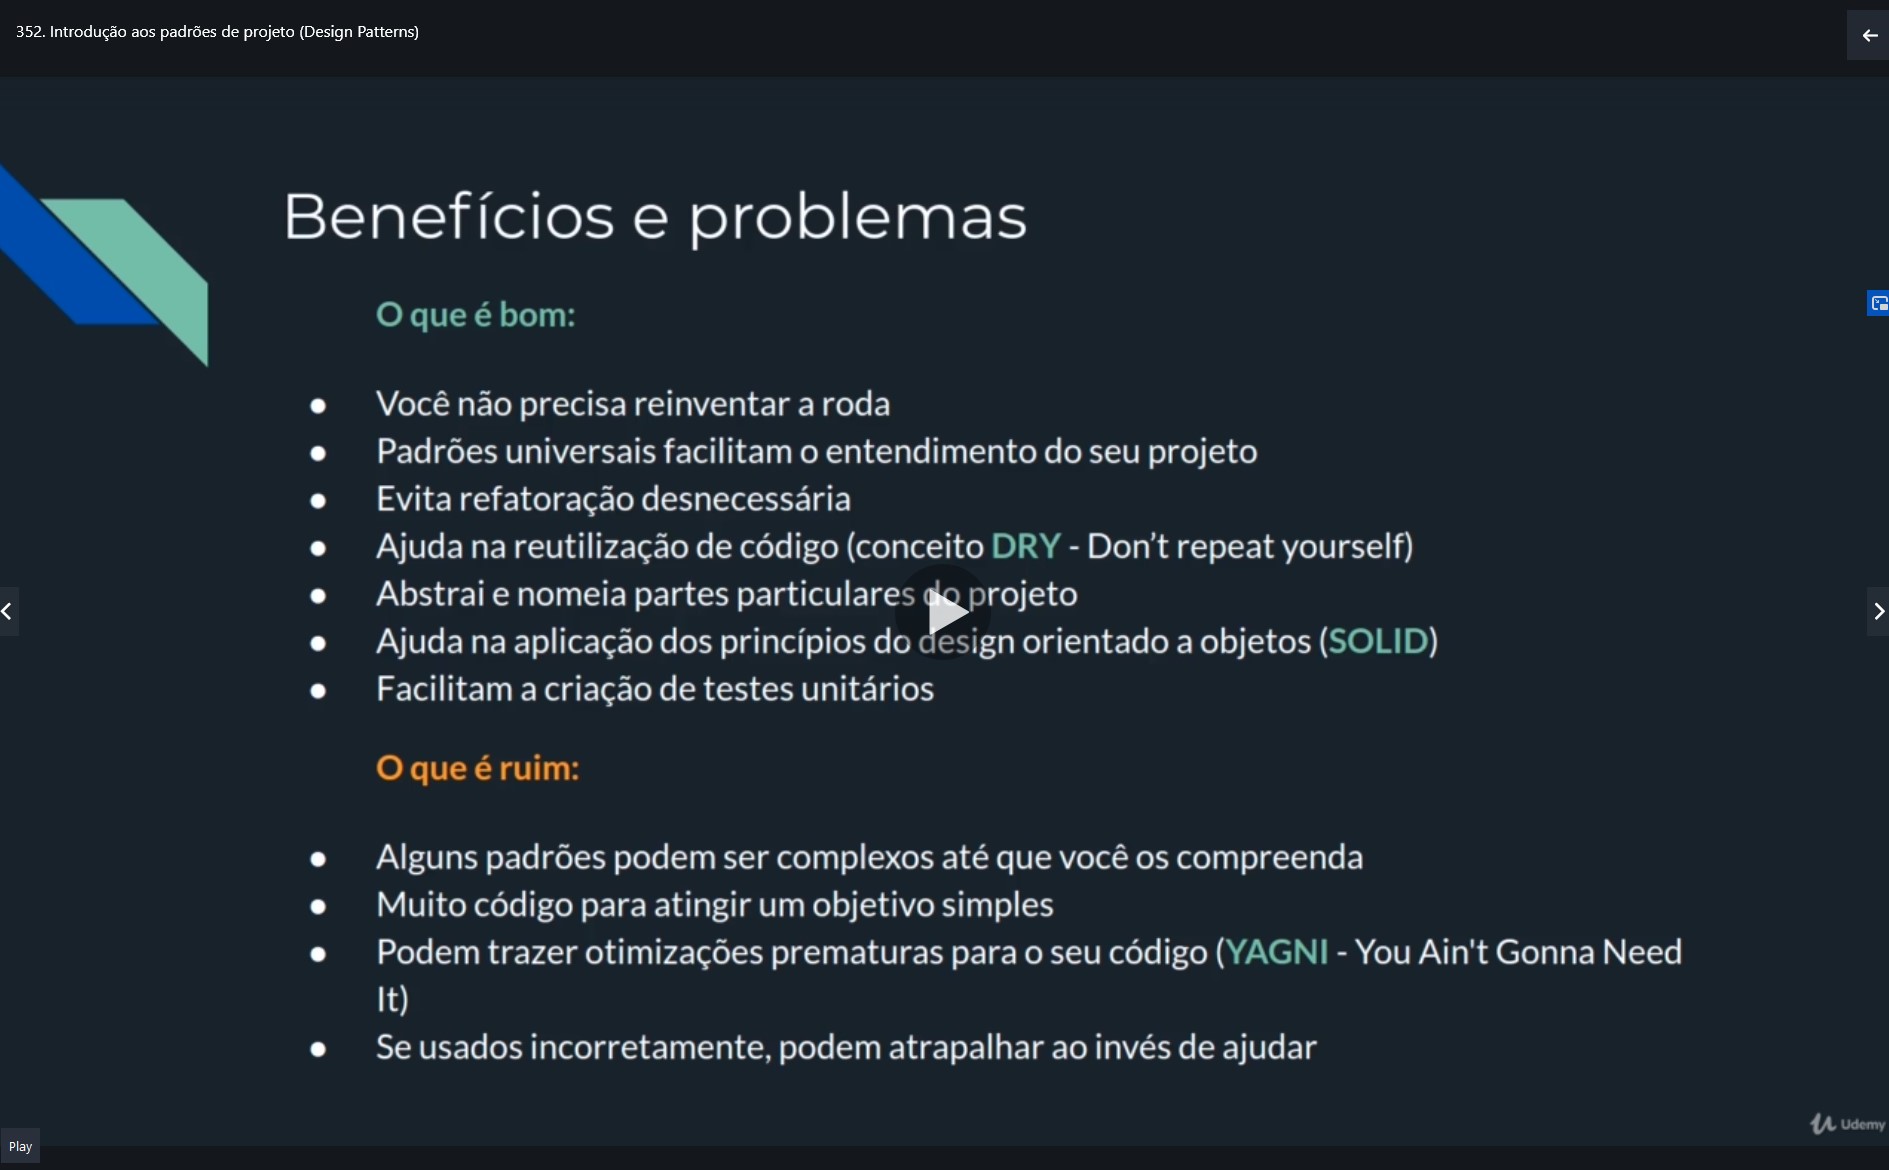 352. Introdução aos padrões de projeto (Design Patterns)
Benefícios e problemas
O que é bom:
● Você não precisa reinventar a roda
● Padrões universais facilitam o entendimento do seu projeto
● Evita refatoração desnecessária
● Ajuda na reutilização de código (conceito DRY - Don’t repeat yourself)
● Abstrai e nomeia partes particulares do projeto
● Ajuda na aplicação dos princípios do design orientado a objetos (SOLID)
● Facilitam a criação de testes unitários
O que é ruim:
● Alguns padrões podem ser complexos até que você os compreenda
● Muito código para atingir um objetivo simples
● Podem trazer otimizações prematuras para o seu código (YAGNI - You Ain't Gonna Need
It)
● Se usados incorretamente, podem atrapalhar ao invés de ajudar
Udemy
Play